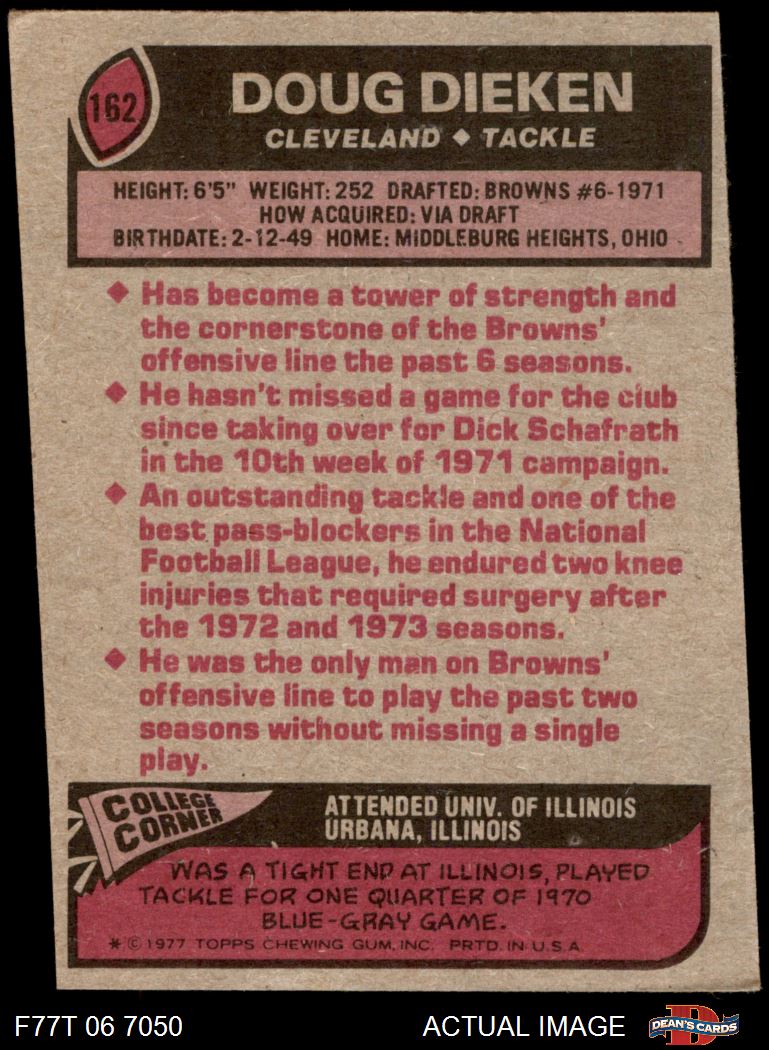 162
DOUG DIEKEN
CLEVELAND ◆ TACKLE
HEIGHT: 6'5" WEIGHT: 252 DRAFTED: BROWNS #6-1971
HOW ACQUIRED: VIA DRAFT
BIRTHDATE: 2-12-49 HOME: MIDDLEBURG HEIGHTS, OHIO
◆ Has become a tower of strength and
the cornerstone of the Browns'
offensive line the past 6 seasons.
◆ He hasn't missed a game for the club
since taking over for Dick Schafrath
in the 10th week of 1971 campaign.
◆ An outstanding tackle and one of the
best pass-blockers in the National
Football League, he endured two knee
injuries that required surgery after
the 1972 and 1973 seasons.
◆ He was the only man on Browns'
offensive line to play the past two
seasons without missing a single
play.
COLLEGE
CORNER
ATTENDED UNIV. OF ILLINOIS
URBANA, ILLINOIS
WAS A TIGHT END AT ILLINOIS, PLAYED
TACKLE FOR ONE QUARTER OF 1970
BLUE-GRAY GAME.
* © 1977 TOPPS CHEWING GUM, INC. PRTD. IN U.S.A.
F77T 06 7050
ACTUAL IMAGE
D
DEAN'S CARDS